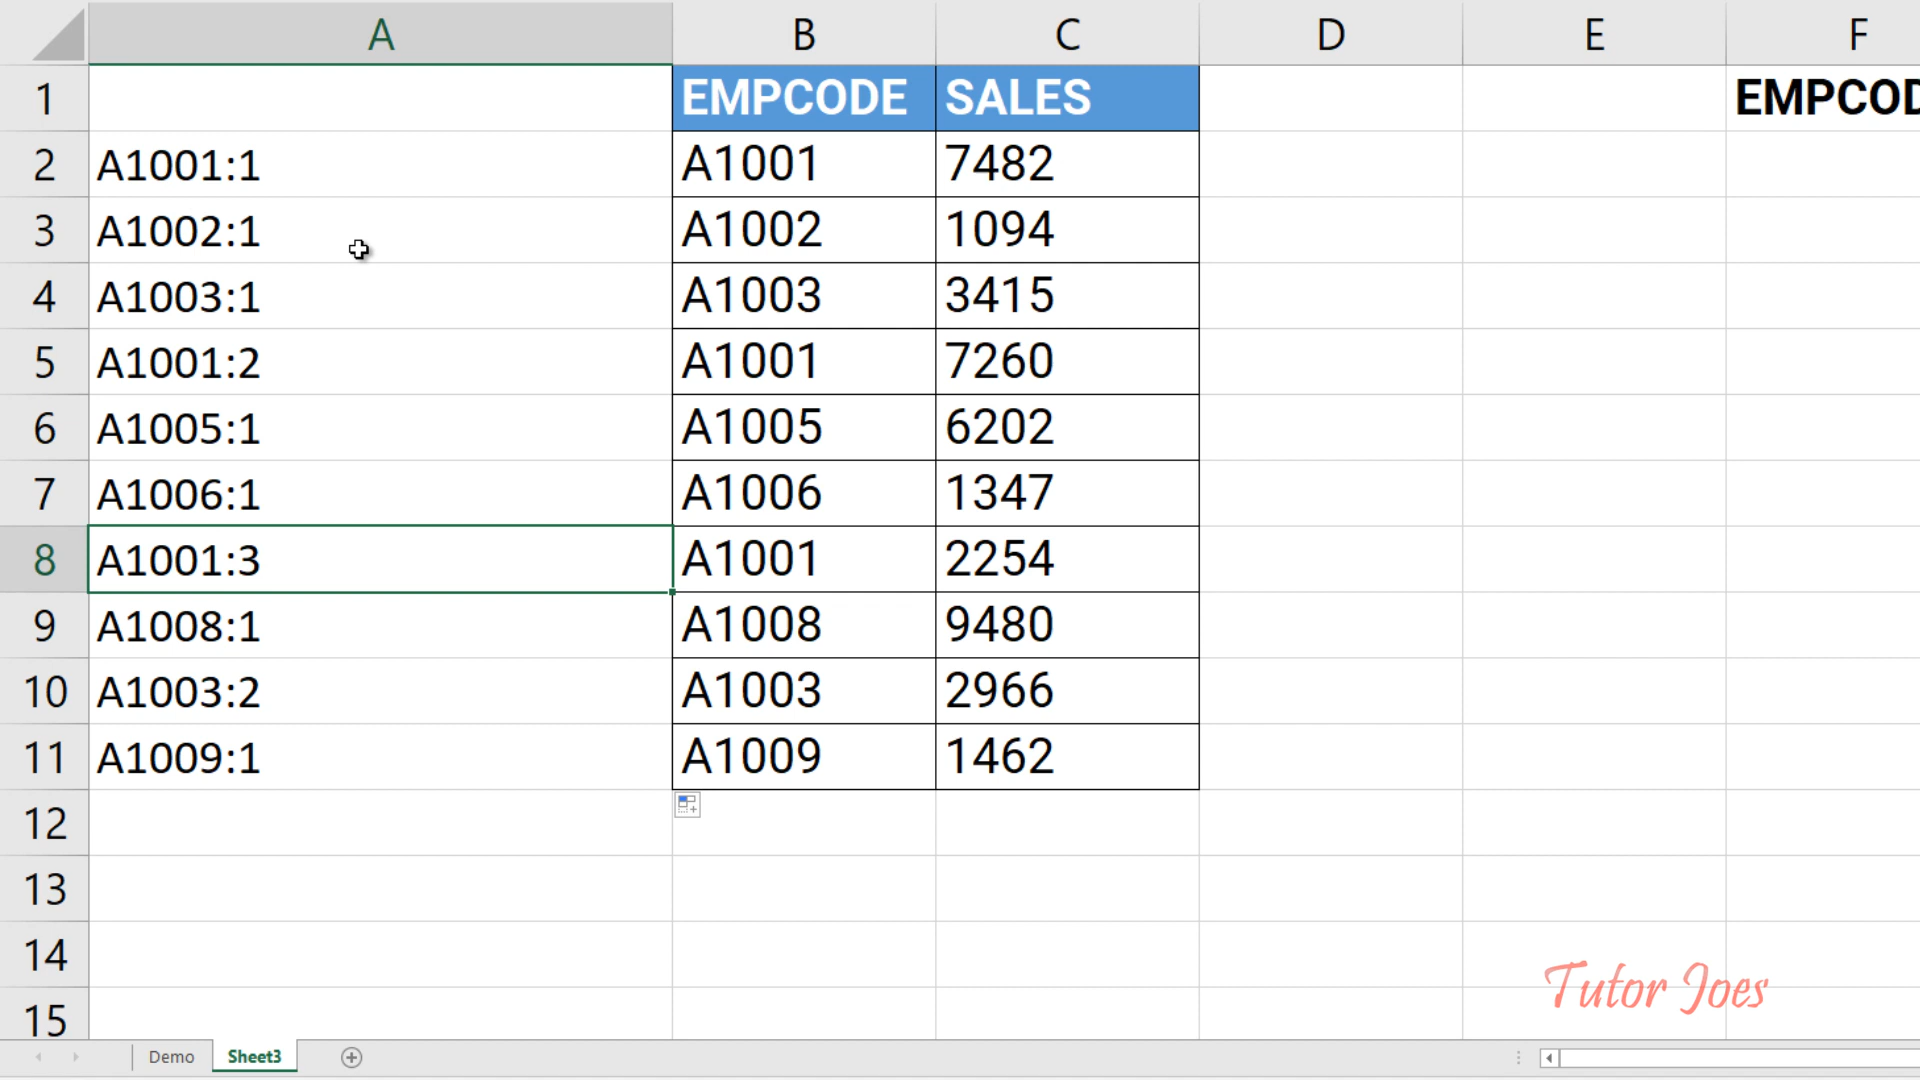 A B C D E F
1 EMPCODE SALES EMPCOD
2 A1001:1 A1001 7482
3 A1002:1 A1002 1094
4 A1003:1 A1003 3415
5 A1001:2 A1001 7260
6 A1005:1 A1005 6202
7 A1006:1 A1006 1347
8 A1001:3 A1001 2254
9 A1008:1 A1008 9480
10 A1003:2 A1003 2966
11 A1009:1 A1009 1462
12
13
14
15
Tutor Joes
Demo Sheet3